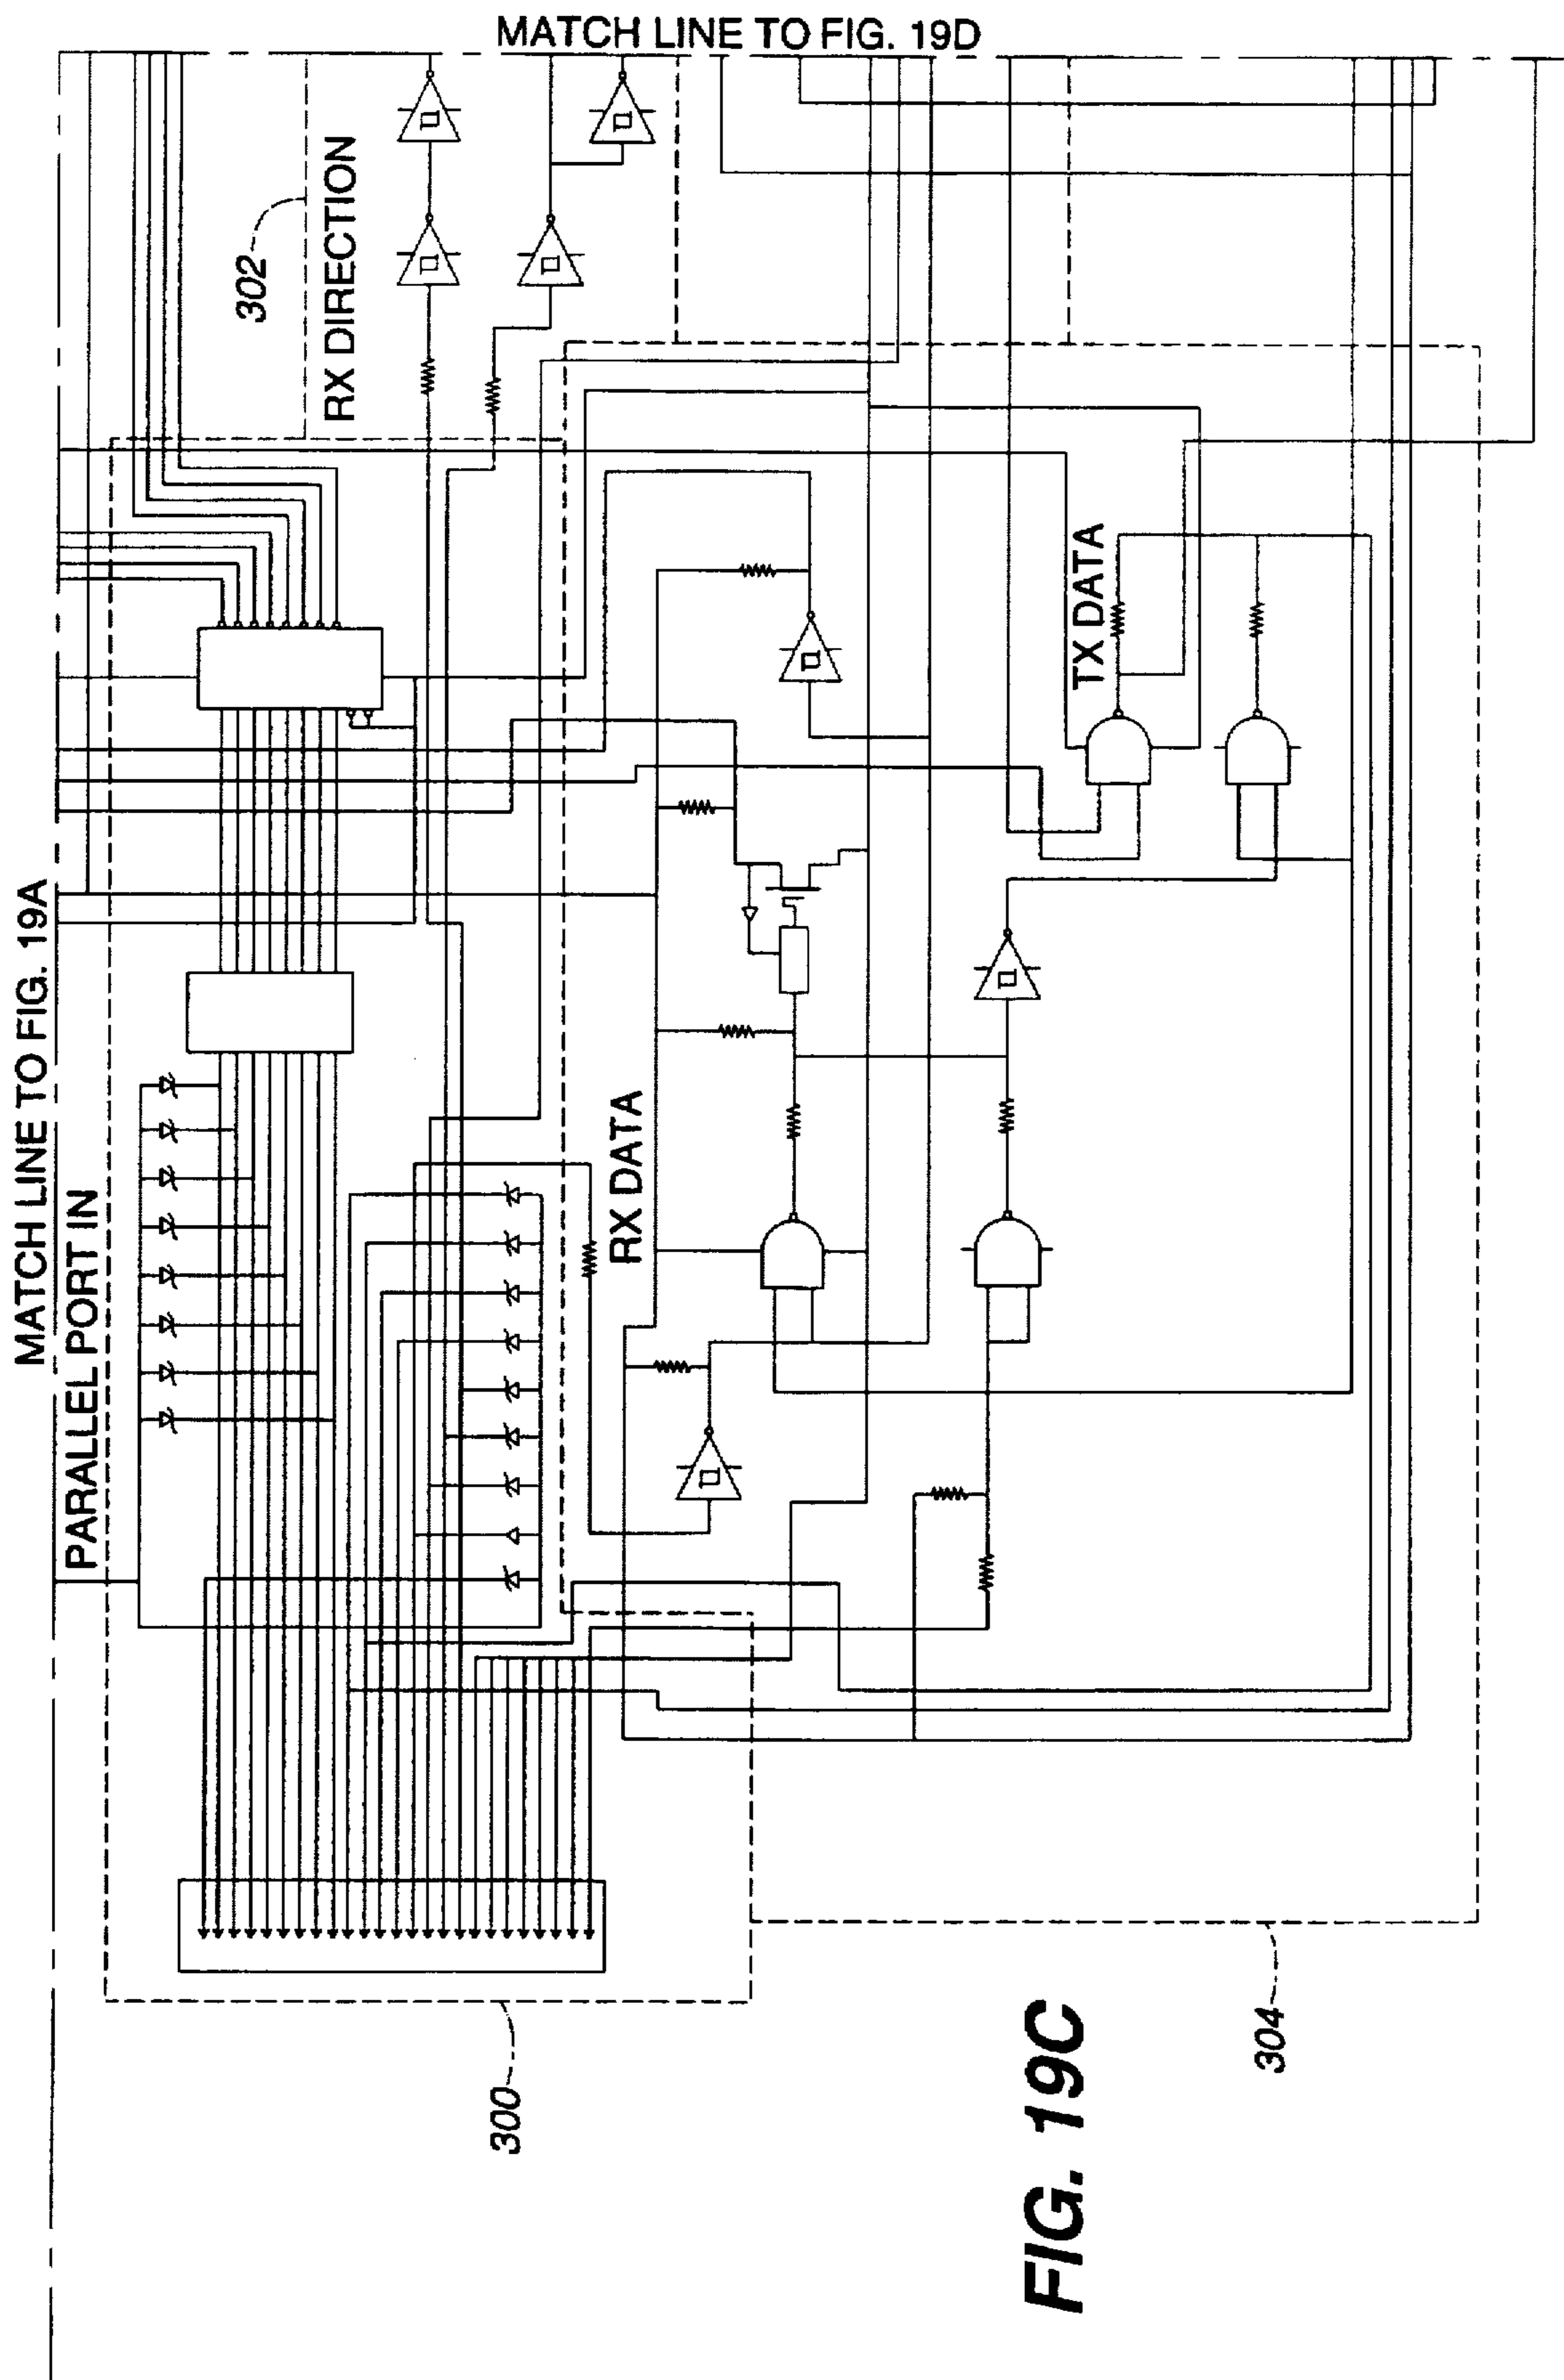 MATCH LINE TO FIG. 19D
MATCH LINE TO FIG. 19A
PARALLEL PORT IN
302
RX DIRECTION
RX DATA
TX DATA
300
304
FIG. 19C